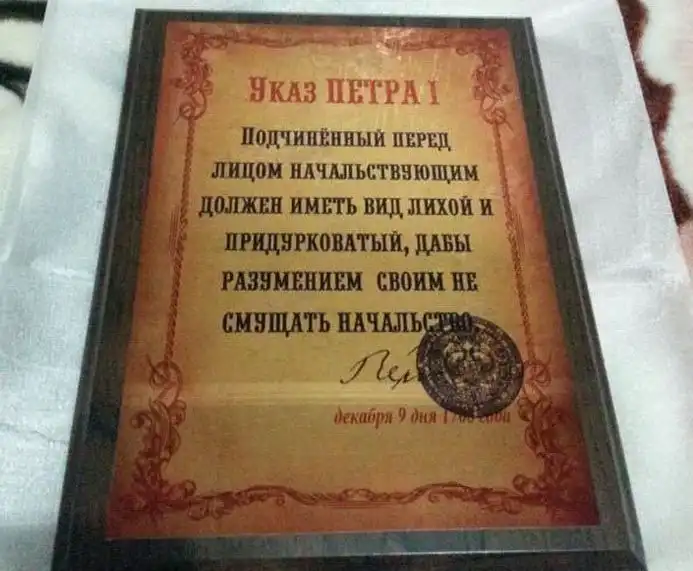 Указ ПЕТРА I
Подчинённый перед
лицом начальствующим
должен иметь вид лихой и
придурковатый, дабы
разумением своим не
смущать начальство.
декабря 9 дня года